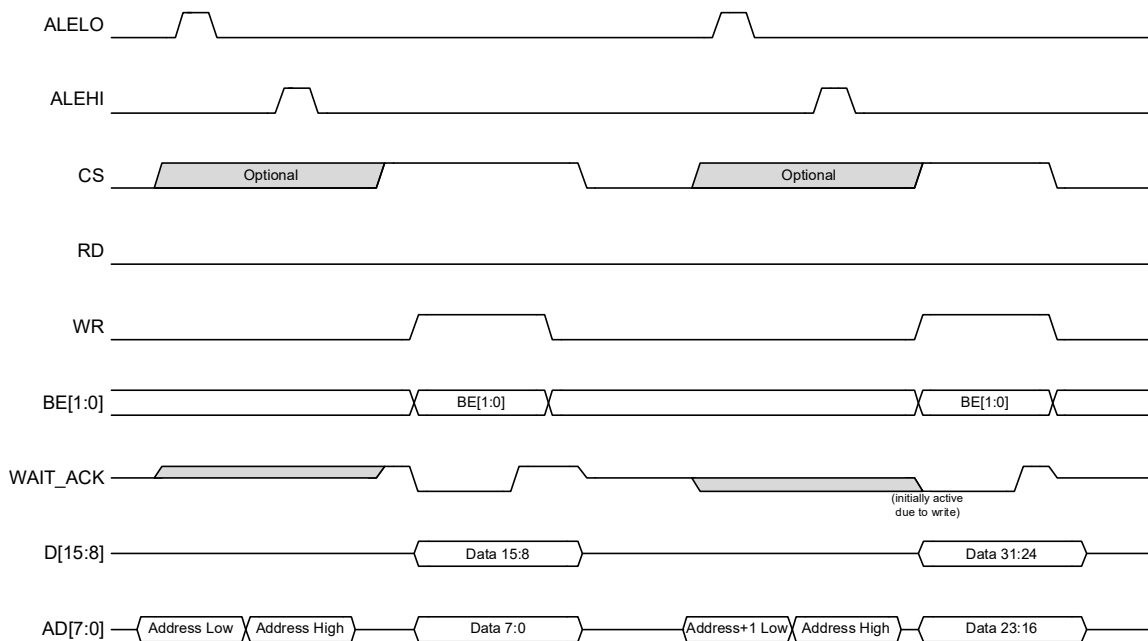 ALELO
ALEHI
CS
Optional
Optional
RD
WR
BE[1:0]
BE[1:0]
BE[1:0]
WAIT_ACK
(initially active
due to write)
D[15:8]
Data 15:8
Data 31:24
AD[7:0]
Address Low
Address High
Data 7:0
Address+1 Low
Address High
Data 23:16